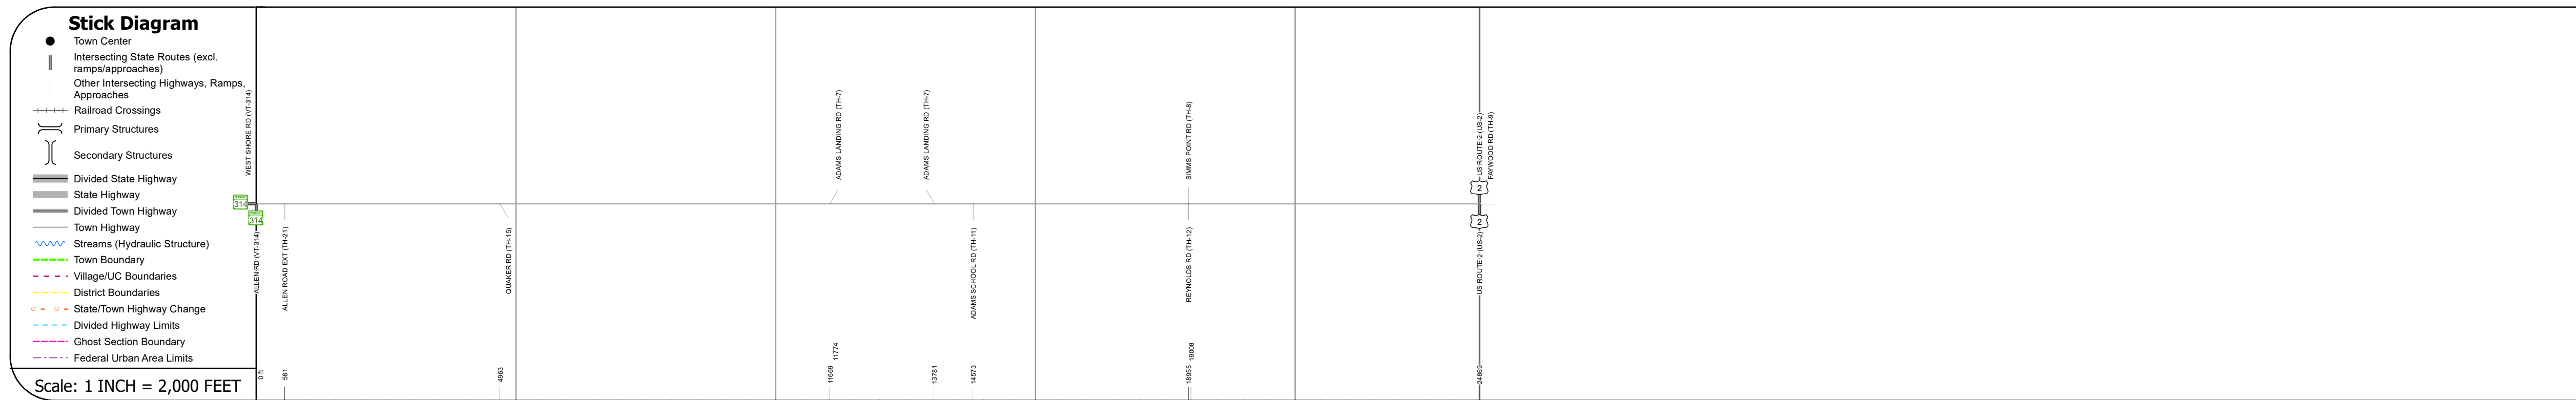 Stick Diagram
Town Center
Intersecting State Routes (excl.
ramps/approaches)
Other Intersecting Highways, Ramps,
Approaches
Railroad Crossings
Primary Structures
Secondary Structures
Divided State Highway
State Highway
Divided Town Highway
Town Highway
Streams (Hydraulic Structure)
Town Boundary
Village/UC Boundaries
District Boundaries
State/Town Highway Change
Divided Highway Limits
Ghost Section Boundary
Federal Urban Area Limits
Scale: 1 INCH = 2,000 FEET
WEST SHORE RD (VT-314)
314
314
ALLEN RD (VT-314)
ALLEN ROAD EXT (TH-21)
QUAKER RD (TH-15)
ADAMS LANDING RD (TH-7)
ADAMS LANDING RD (TH-7)
ADAMS SCHOOL RD (TH-11)
SIMMS POINT RD (TH-8)
REYNOLDS RD (TH-12)
US ROUTE-2 (US-2)
FAYWOOD RD (TH-9)
2
2
US ROUTE-2 (US-2)
0 ft
581
4963
11669
11774
13781
14573
18955
19008
24869